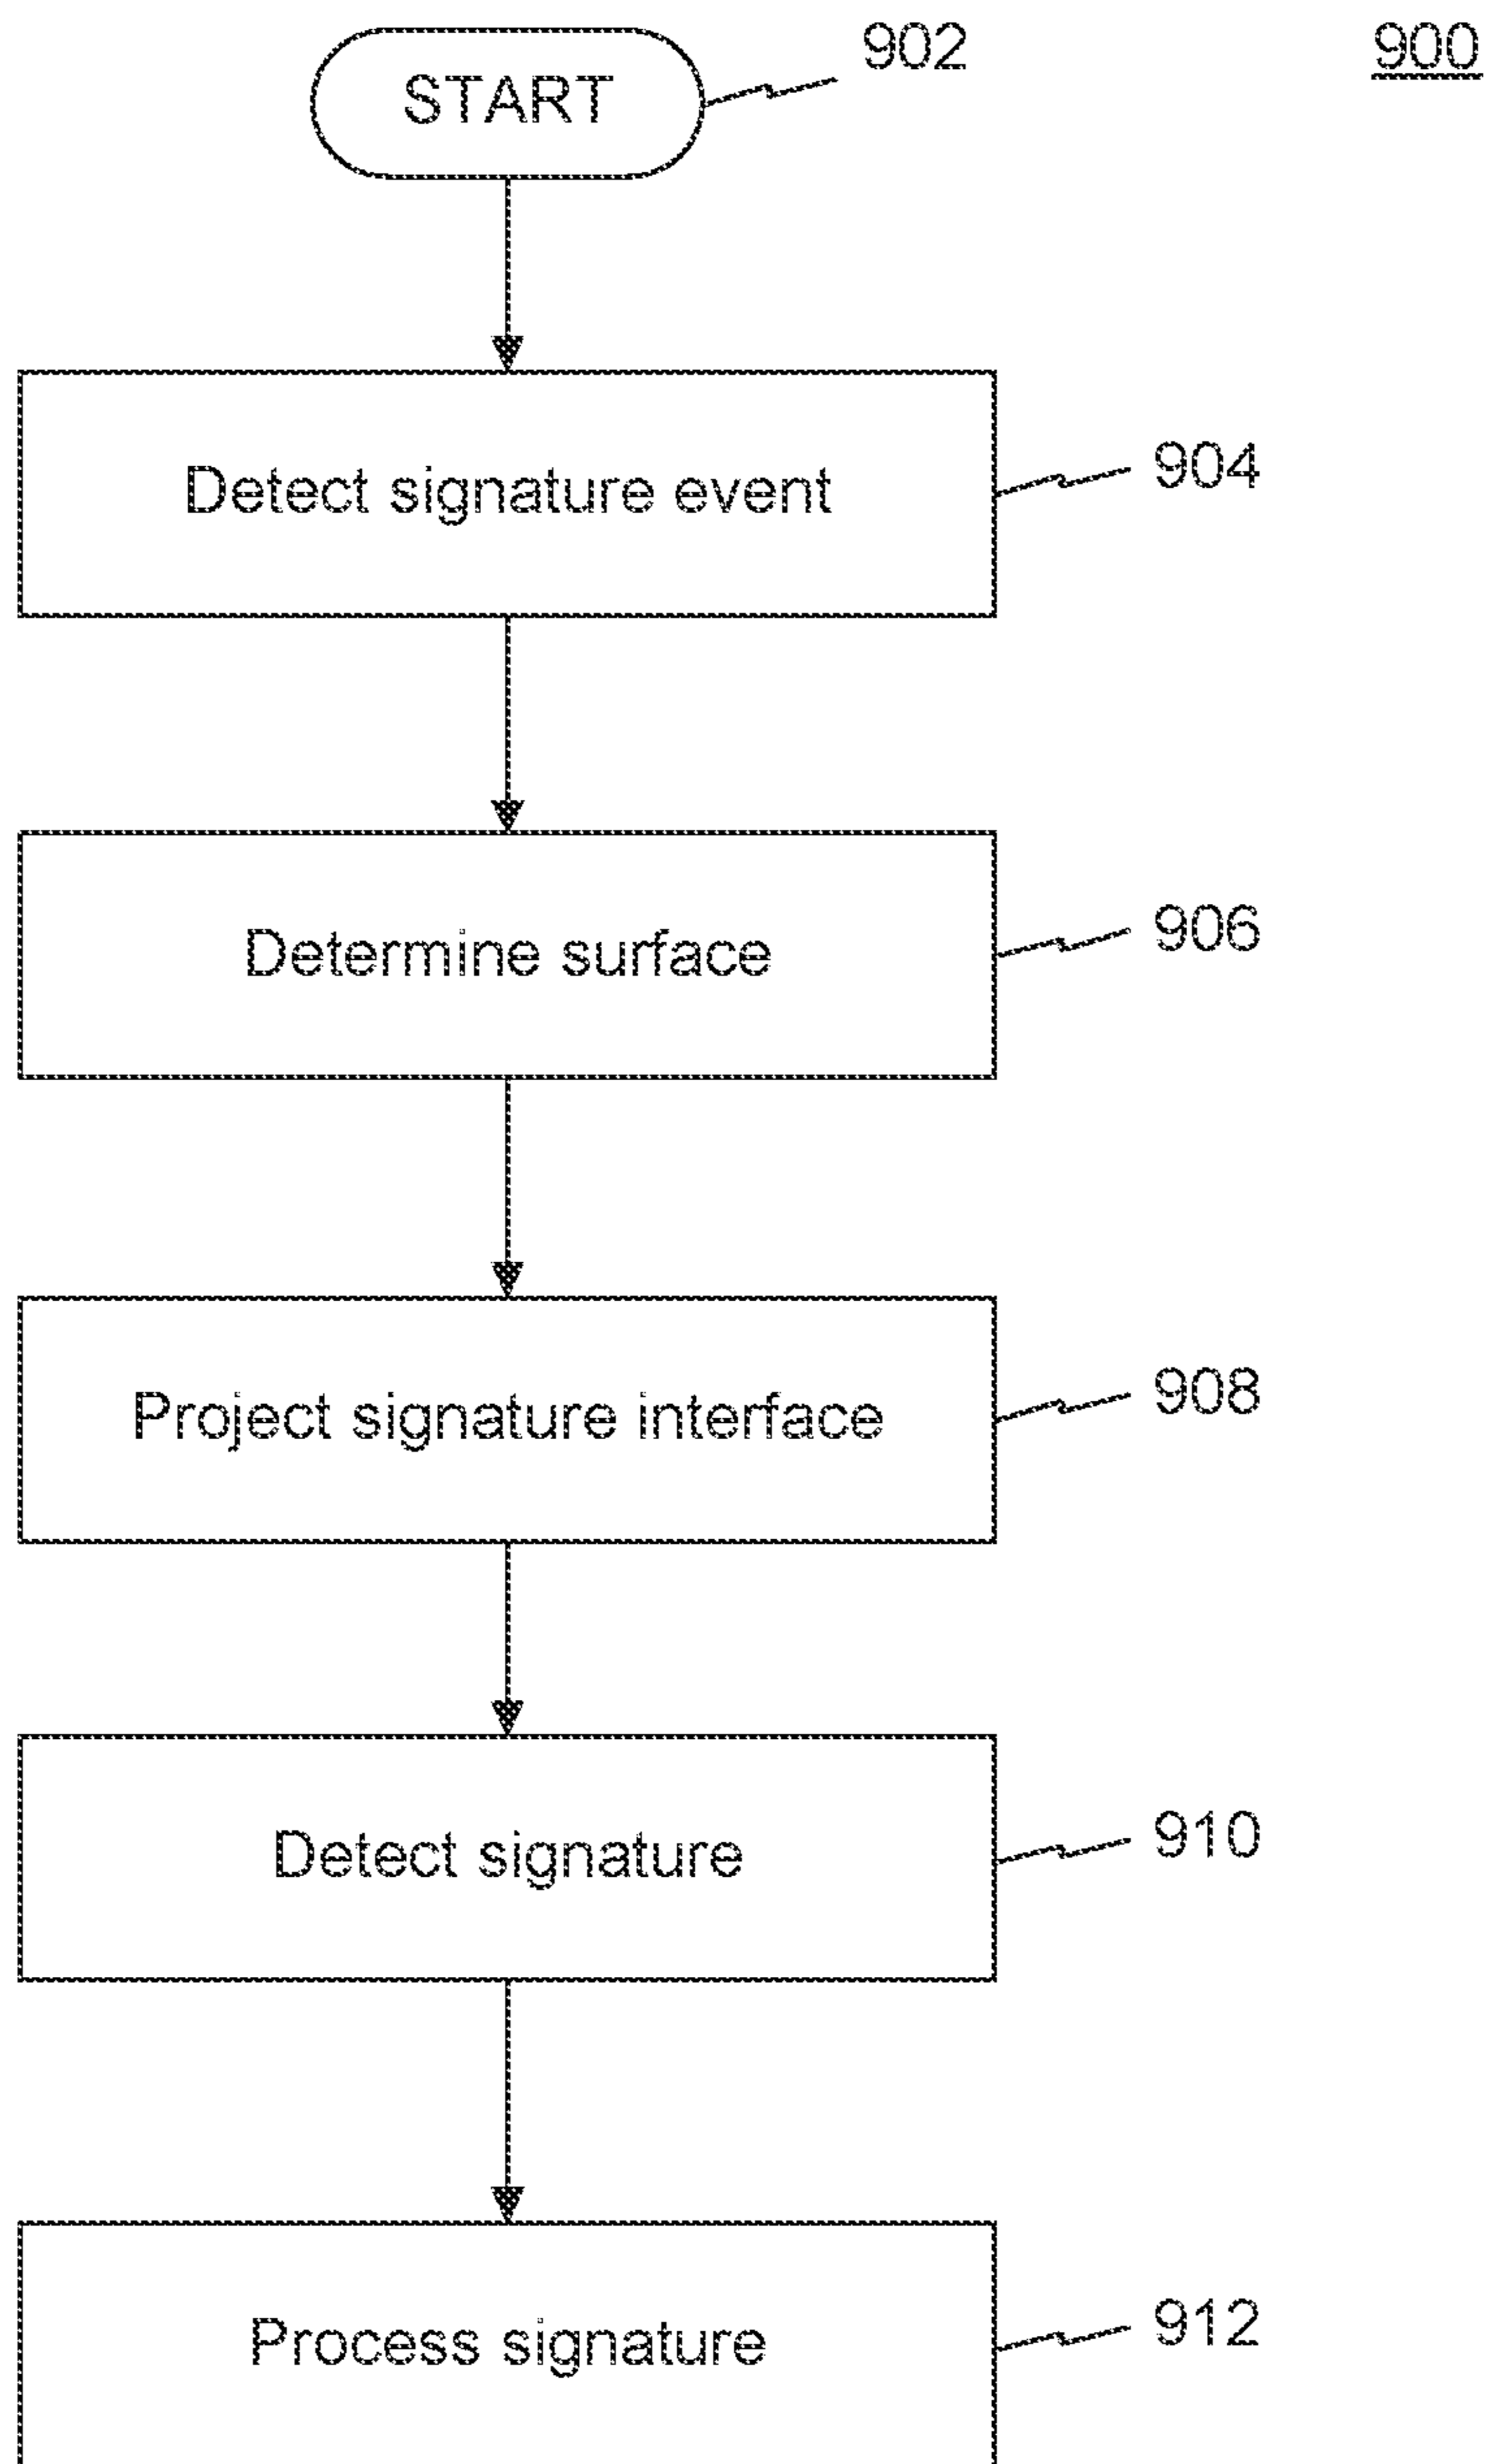 START
902
900
Detect signature event
904
Determine surface
906
Project signature interface
908
Detect signature
910
Process signature
912